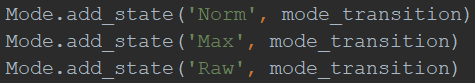 Mode.add_state('Norm', mode_transition)
Mode.add_state('Max', mode_transition)
Mode.add_state('Raw', mode_transition)